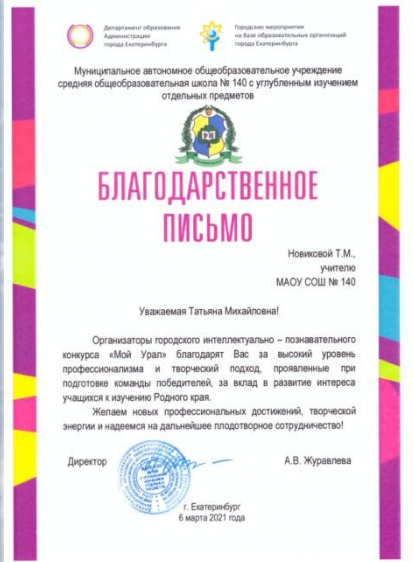 Департамент образования
Администрации
города Екатеринбурга
Городские мероприятия
на базе образовательных организаций
города Екатеринбурга
Муниципальное автономное общеобразовательное учреждение
средняя общеобразовательная школа № 140 с углубленным изучением
отдельных предметов
БЛАГОДАРСТВЕННОЕ
ПИСЬМО
Новиковой Т.М.,
учителю
МАОУ СОШ № 140
Уважаемая Татьяна Михайловна!
Организаторы городского интеллектуально – познавательного
конкурса «Мой Урал» благодарят Вас за высокий уровень
профессионализма и творческий подход, проявленные при
подготовке команды победителей, за вклад в развитие интереса
учащихся к изучению Родного края.
Желаем новых профессиональных достижений, творческой
энергии и надеемся на дальнейшее плодотворное сотрудничество!
Директор
А.В. Журавлева
г. Екатеринбург
6 марта 2021 года